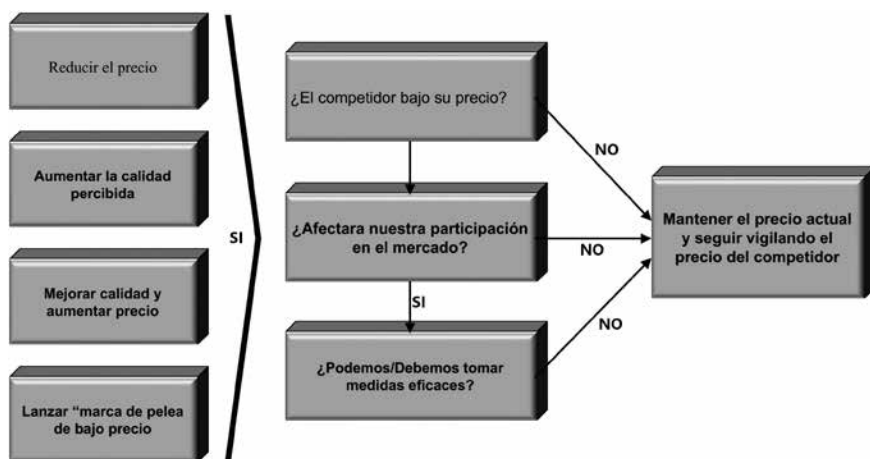 Reducir el precio
Aumentar la calidad
percibida
Mejorar calidad y
aumentar precio
Lanzar “marca de pelea
de bajo precio
SI
¿El competidor bajo su precio?
NO
¿Afectara nuestra participación
en el mercado?
NO
SI
¿Podemos/Debemos tomar
medidas eficaces?
NO
Mantener el precio actual
y seguir vigilando el
precio del competidor